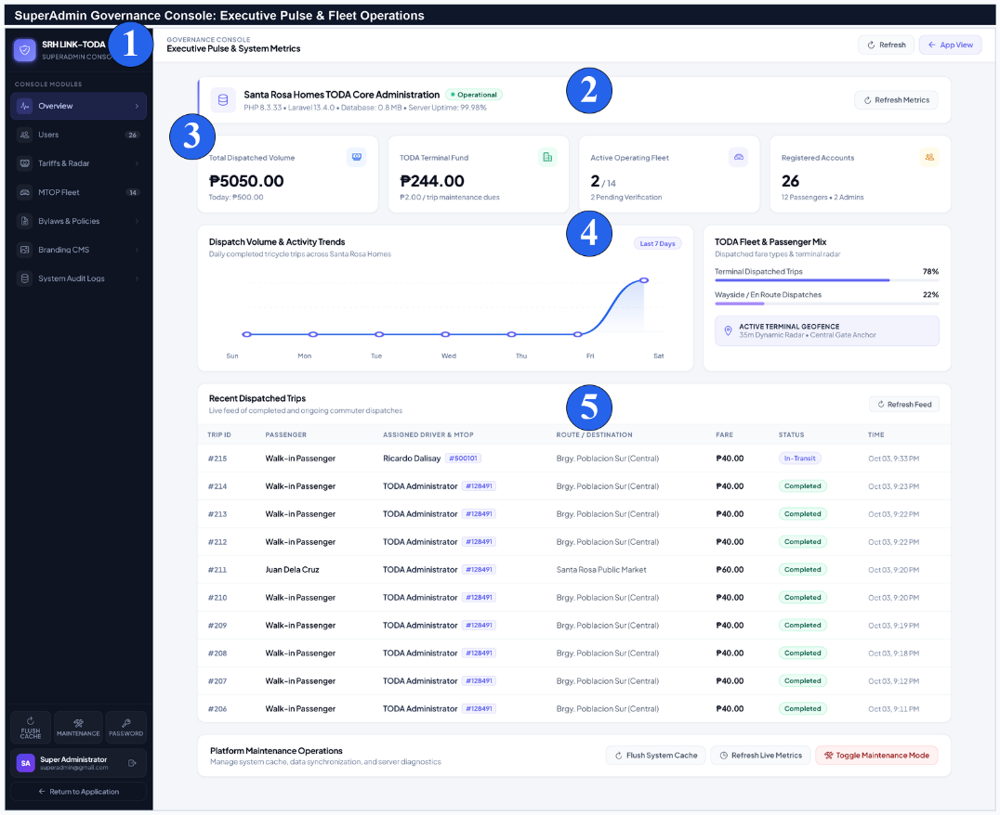 SuperAdmin Governance Console: Executive Pulse & Fleet Operations
SRH LINK-TODA
SUPERADMIN CONSO
1
CONSOLE MODULES
Overview
Users 26
Tariffs & Radar
MTOP Fleet 14
Bylaws & Policies
Branding CMS
System Audit Logs
FLUSH CACHE
MAINTENANCE
PASSWORD
SA
Super Administrator
superadmin@gmail.com
← Return to Application
GOVERNANCE CONSOLE
Executive Pulse & System Metrics
Refresh
← App View
2
Santa Rosa Homes TODA Core Administration
Operational
PHP 8.3.33 • Laravel 13.4.0 • Database: 0.8 MB • Server Uptime: 99.98%
Refresh Metrics
3
Total Dispatched Volume
₱5050.00
Today: ₱500.00
TODA Terminal Fund
₱244.00
₱2.00 / trip maintenance dues
Active Operating Fleet
2 / 14
2 Pending Verification
Registered Accounts
26
12 Passengers • 2 Admins
4
Dispatch Volume & Activity Trends
Daily completed tricycle trips across Santa Rosa Homes
Last 7 Days
Sun Mon Tue Wed Thu Fri Sat
TODA Fleet & Passenger Mix
Dispatched fare types & terminal radar
Terminal Dispatched Trips 78%
Wayside / En Route Dispatches 22%
ACTIVE TERMINAL GEOFENCE
35m Dynamic Radar • Central Gate Anchor
5
Recent Dispatched Trips
Live feed of completed and ongoing commuter dispatches
Refresh Feed
TRIP ID PASSENGER ASSIGNED DRIVER & MTOP ROUTE / DESTINATION FARE STATUS TIME
#215 Walk-in Passenger Ricardo Dalisay #500101 Brgy. Poblacion Sur (Central) ₱40.00 In-Transit Oct 03, 9:33 PM
#214 Walk-in Passenger TODA Administrator #128491 Brgy. Poblacion Sur (Central) ₱40.00 Completed Oct 03, 9:23 PM
#213 Walk-in Passenger TODA Administrator #128491 Brgy. Poblacion Sur (Central) ₱40.00 Completed Oct 03, 9:22 PM
#212 Walk-in Passenger TODA Administrator #128491 Brgy. Poblacion Sur (Central) ₱40.00 Completed Oct 03, 9:22 PM
#211 Juan Dela Cruz TODA Administrator #128491 Santa Rosa Public Market ₱60.00 Completed Oct 03, 9:20 PM
#210 Walk-in Passenger TODA Administrator #128491 Brgy. Poblacion Sur (Central) ₱40.00 Completed Oct 03, 9:20 PM
#209 Walk-in Passenger TODA Administrator #128491 Brgy. Poblacion Sur (Central) ₱40.00 Completed Oct 03, 9:19 PM
#208 Walk-in Passenger TODA Administrator #128491 Brgy. Poblacion Sur (Central) ₱40.00 Completed Oct 03, 9:18 PM
#207 Walk-in Passenger TODA Administrator #128491 Brgy. Poblacion Sur (Central) ₱40.00 Completed Oct 03, 9:12 PM
#206 Walk-in Passenger TODA Administrator #128491 Brgy. Poblacion Sur (Central) ₱40.00 Completed Oct 03, 9:11 PM
Platform Maintenance Operations
Manage system cache, data synchronization, and server diagnostics
Flush System Cache
Refresh Live Metrics
Toggle Maintenance Mode